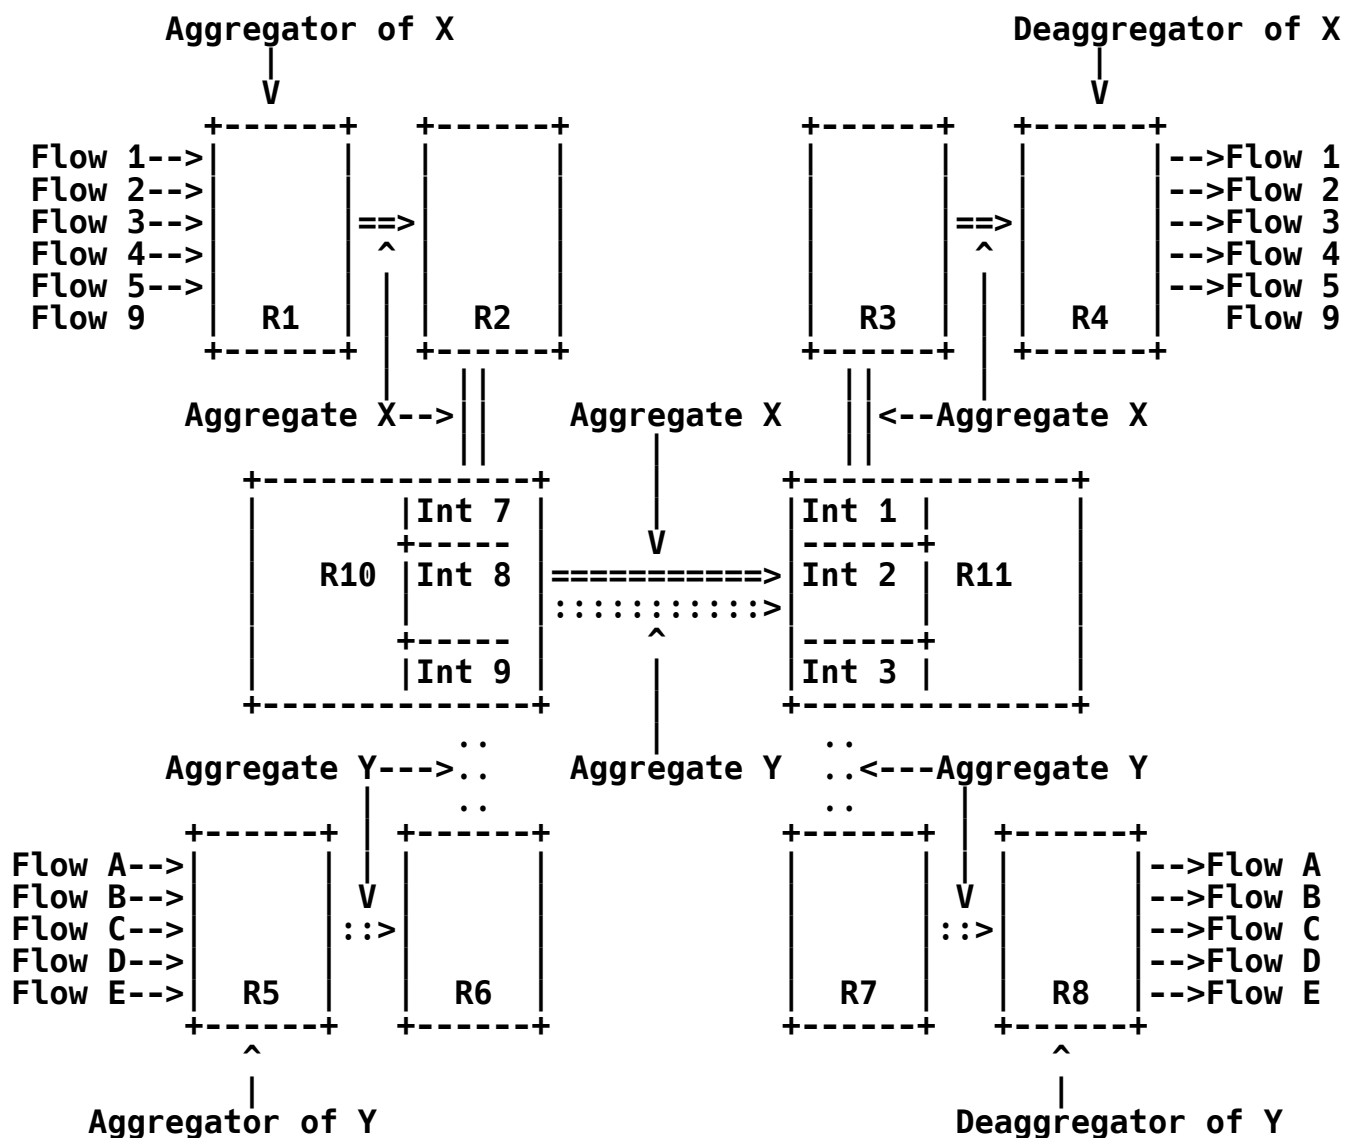 Aggregator of X Deaggregator of X
Flow 1--> -->Flow 1
Flow 2--> -->Flow 2
Flow 3--> ==> ==> -->Flow 3
Flow 4--> -->Flow 4
Flow 5--> -->Flow 5
Flow 9 R1 R2 R3 R4 Flow 9
Aggregate X--> Aggregate X <--Aggregate X
Int 7 Int 1
R10 Int 8 ===========> Int 2 R11
:::::::::::>
Int 9 Int 3
Aggregate Y---> Aggregate Y <---Aggregate Y
Flow A--> -->Flow A
Flow B--> -->Flow B
Flow C--> ::> ::> -->Flow C
Flow D--> -->Flow D
Flow E--> R5 R6 R7 R8 -->Flow E
Aggregator of Y Deaggregator of Y